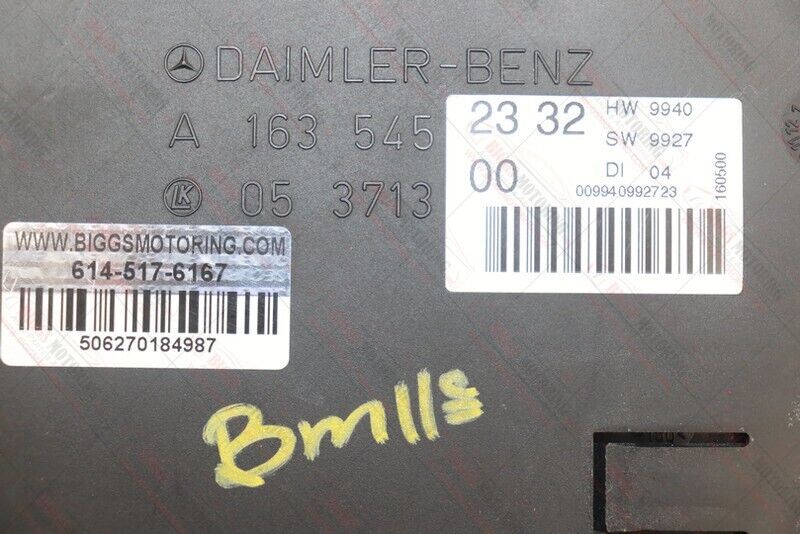 DAIMLER-BENZ
A 163 545
05 3713
LK
23 32
00
HW 9940
SW 9927
DI 04
009940992723
160500
WWW.BIGGSMOTORING.COM
614-517-6167
506270184987